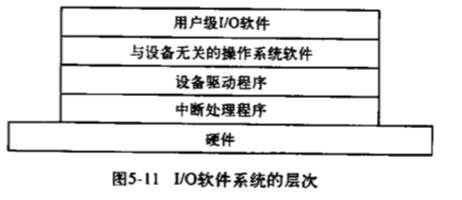 用户级I/O软件
与设备无关的操作系统软件
设备驱动程序
中断处理程序
硬件
图5-11 I/O软件系统的层次